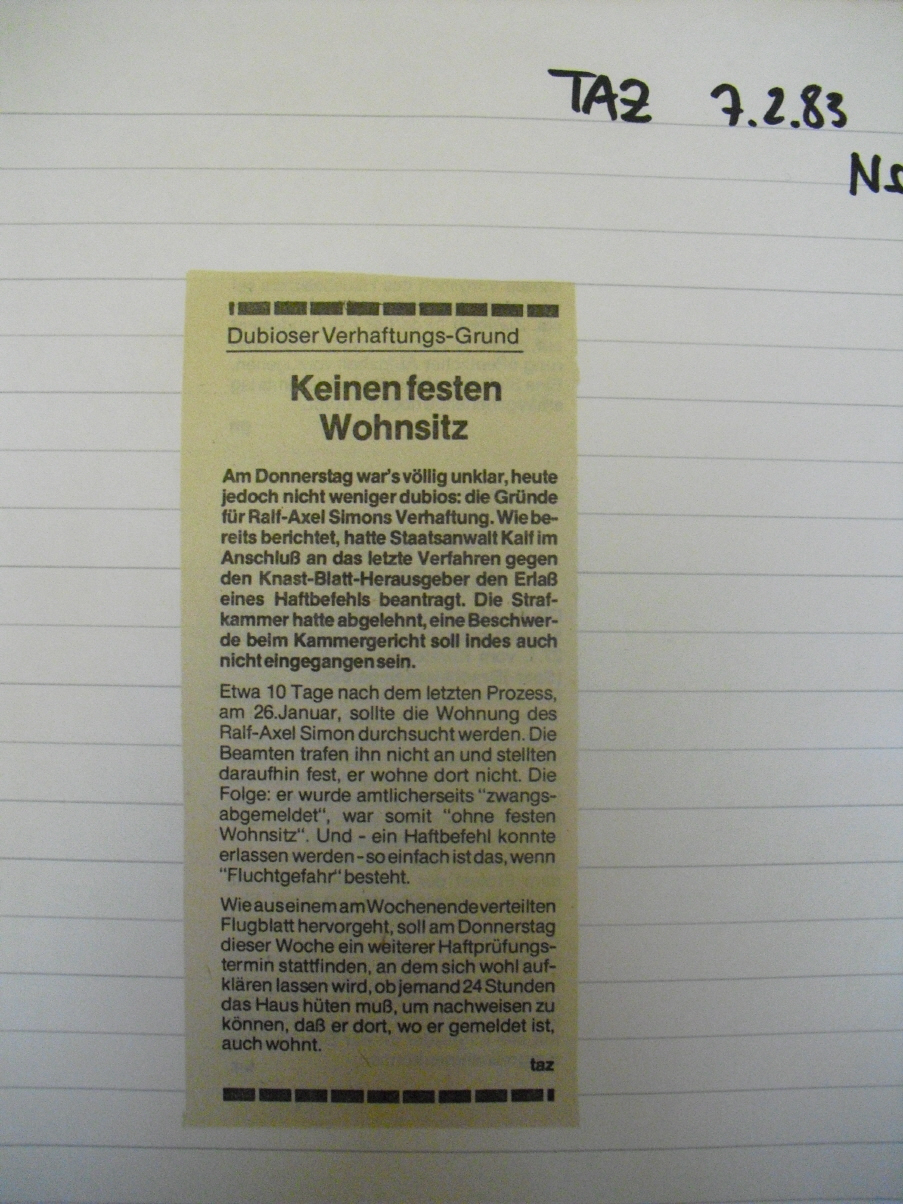 TAZ 7.2.83
Dubioser Verhaftungs-Grund
Keinen festen
Wohnsitz
Am Donnerstag war's völlig unklar, heute
jedoch nicht weniger dubios: die Gründe
für Ralf-Axel Simons Verhaftung. Wie be-
reits berichtet, hatte Staatsanwalt Kalf im
Anschluß an das letzte Verfahren gegen
den Knast-Blatt-Herausgeber den Erlaß
eines Haftbefehls beantragt. Die Straf-
kammer hatte abgelehnt, eine Beschwer-
de beim Kammergericht soll indes auch
nicht eingegangen sein.
Etwa 10 Tage nach dem letzten Prozess,
am 26.Januar, sollte die Wohnung des
Ralf-Axel Simon durchsucht werden. Die
Beamten trafen ihn nicht an und stellten
daraufhin fest, er wohne dort nicht. Die
Folge: er wurde amtlicherseits "zwangs-
abgemeldet", war somit "ohne festen
Wohnsitz". Und - ein Haftbefehl konnte
erlassen werden - so einfach ist das, wenn
"Fluchtgefahr" besteht.
Wie aus einem am Wochenende verteilten
Flugblatt hervorgeht, soll am Donnerstag
dieser Woche ein weiterer Haftprüfungs-
termin stattfinden, an dem sich wohl auf-
klären lassen wird, ob jemand 24 Stunden
das Haus hüten muß, um nachweisen zu
können, daß er dort, wo er gemeldet ist,
auch wohnt.
taz